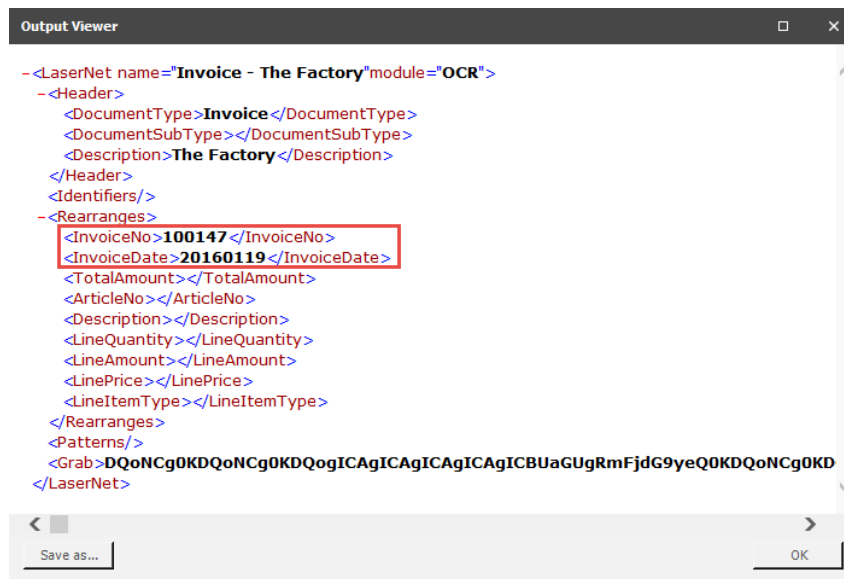 Output Viewer
−<LaserNet name="Invoice - The Factory"module="OCR">
−<Header>
<DocumentType>Invoice</DocumentType>
<DocumentSubType></DocumentSubType>
<Description>The Factory</Description>
</Header>
<Identifiers/>
−<Rearranges>
<InvoiceNo>100147</InvoiceNo>
<InvoiceDate>20160119</InvoiceDate>
<TotalAmount></TotalAmount>
<ArticleNo></ArticleNo>
<Description></Description>
<LineQuantity></LineQuantity>
<LineAmount></LineAmount>
<LinePrice></LinePrice>
<LineItemType></LineItemType>
</Rearranges>
<Patterns/>
<Grab>DQoNCg0KDQoNCg0KDQogICAgICAgICAgICAgICBUaGUgRmFjdG9yeQ0KDQoNCg0KD
</LaserNet>
Save as...
OK